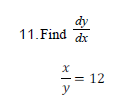 11. Find dy/dx
x/y = 12